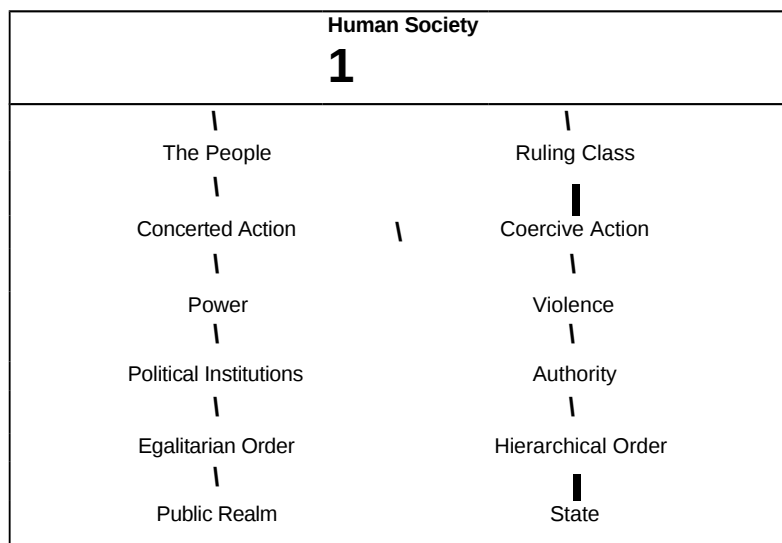 Human Society
1
\ \
The People Ruling Class
\ |
Concerted Action \ Coercive Action
\ \
Power Violence
\ \
Political Institutions Authority
\ \
Egalitarian Order Hierarchical Order
\ |
Public Realm State